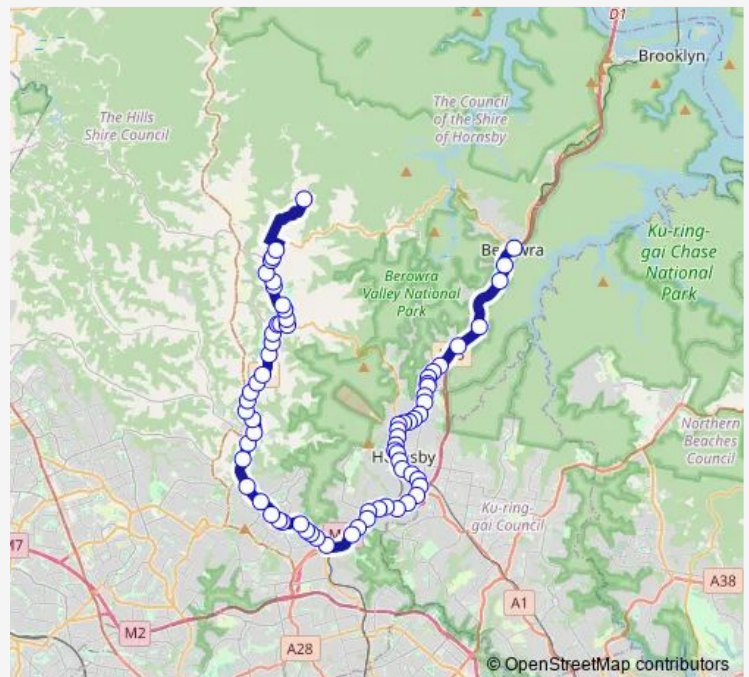 D1
Brooklyn
The Hills
Shire Council
The Council
of the Shire
of Hornsby
Ku-ring-
gai Chase
National
Park
Berowra
Berowra
Valley National
Park
Northern
Beaches
Council
Ku-ring-
gai Council
M7
A38
A1
M2
A28
© OpenStreetMap contributors